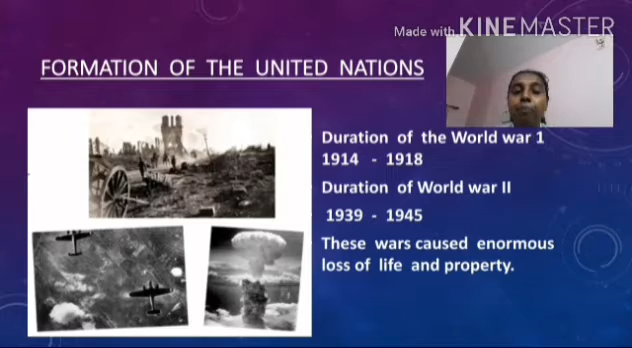 Made with KINEMASTER
FORMATION OF THE UNITED NATIONS
Duration of the World war 1
1914 - 1918
Duration of World war II
1939 - 1945
These wars caused enormous
loss of life and property.